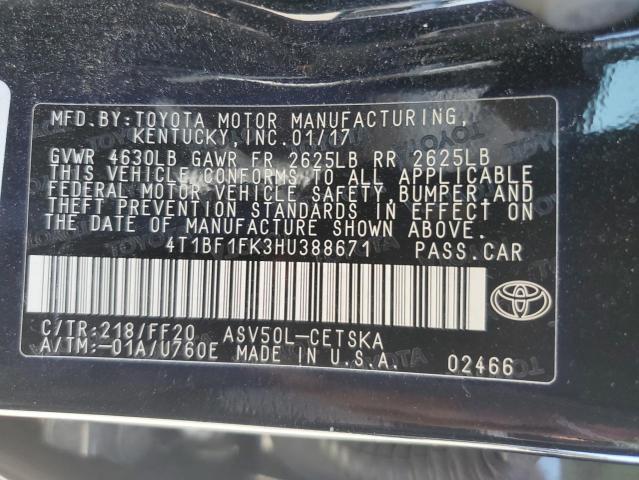 MFD.BY:TOYOTA MOTOR MANUFACTURING,
KENTUCKY, INC.01/17
GVWR 4630LB GAWR FR 2625LB RR 2625LB
THIS VEHICLE CONFORMS TO ALL APPLICABLE
FEDERAL MOTOR VEHICLE SAFETY,BUMPER,AND
THEFT PREVENTION STANDARDS IN EFFECT ON
THE DATE OF MANUFACTURE SHOWN ABOVE.
4T1BF1FK3HU388671 PASS.CAR
C/TR:218/FF20 ASV50L-CETSKA
A/TM:-01A/U760E MADE IN U.S.A.
02466